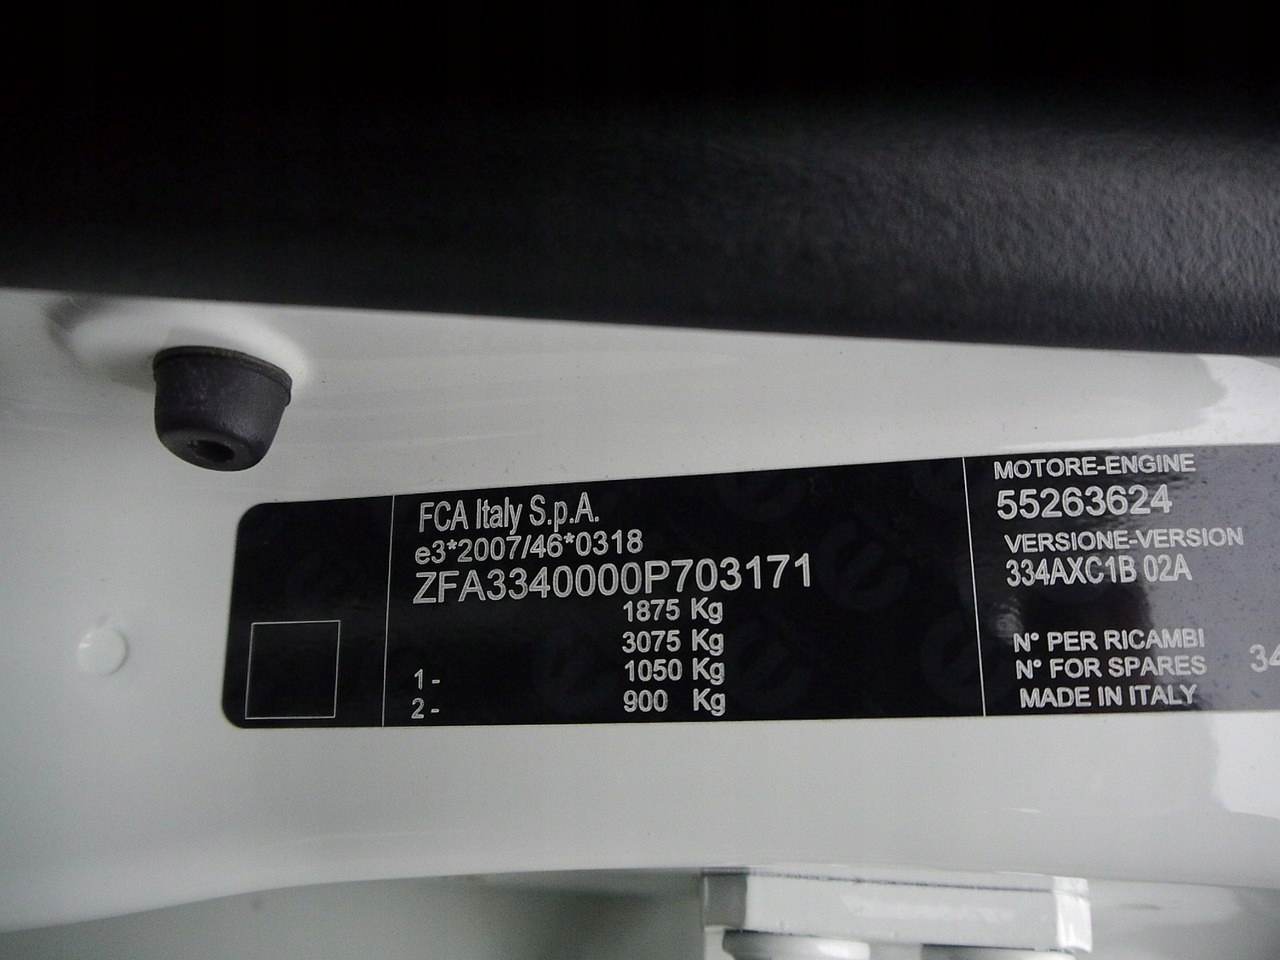 FCA Italy S.p.A.
e3*2007/46*0318
ZFA3340000P703171
1875 Kg
3075 Kg
1 - 1050 Kg
2 - 900 Kg
MOTORE-ENGINE
55263624
VERSIONE-VERSION
334AXC1B 02A
N° PER RICAMBI
N° FOR SPARES 34
MADE IN ITALY